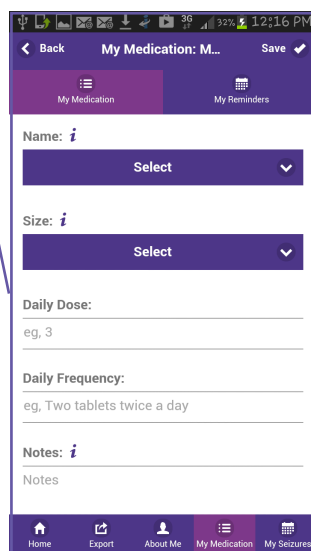 3G 32% 12:16 PM
Back My Medication: M... Save
My Medication My Reminders
Name: i
Select
Size: i
Select
Daily Dose:
eg, 3
Daily Frequency:
eg, Two tablets twice a day
Notes: i
Notes
Home Export About Me My Medication My Seizures